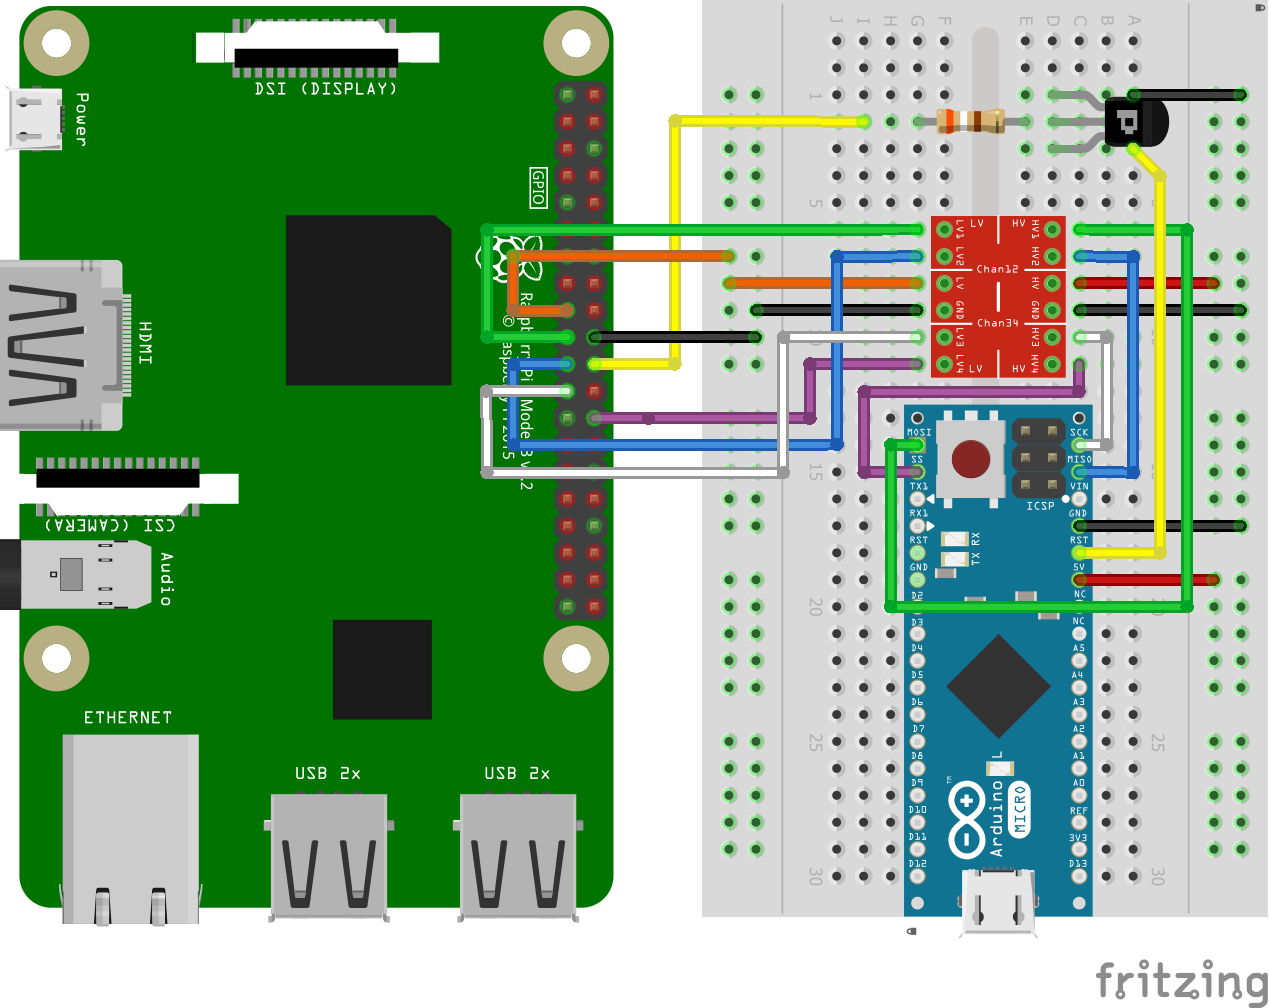 DSI (DISPLAY)
Power
GPIO
HDMI
Raspberry Pi Model 3 v1.2
© Raspberry Pi 2015
CSI (CAMERA)
Audio
ETHERNET
USB 2x
USB 2x
J I H G F E D C B A
1
5
15
20
25
25
30
30
LV HV
LV1 HV1
LV2 HV2
Chan12
LV HV
GND GND
Chan34
LV3 HV3
LV4 HV4
LV HV
MOSI SCK
SS MISO
TX1 VIN
RX1 GND
ICSP
RST RST
GND 5V
RX
TX
D2 NC
D3 NC
D4 A5
D5 A4
D6 A3
D7 A2
D8 A1
D9 A0
D10 REF
D11 3V3
D12 D13
L
Arduino
TM
MICRO
P
fritzing